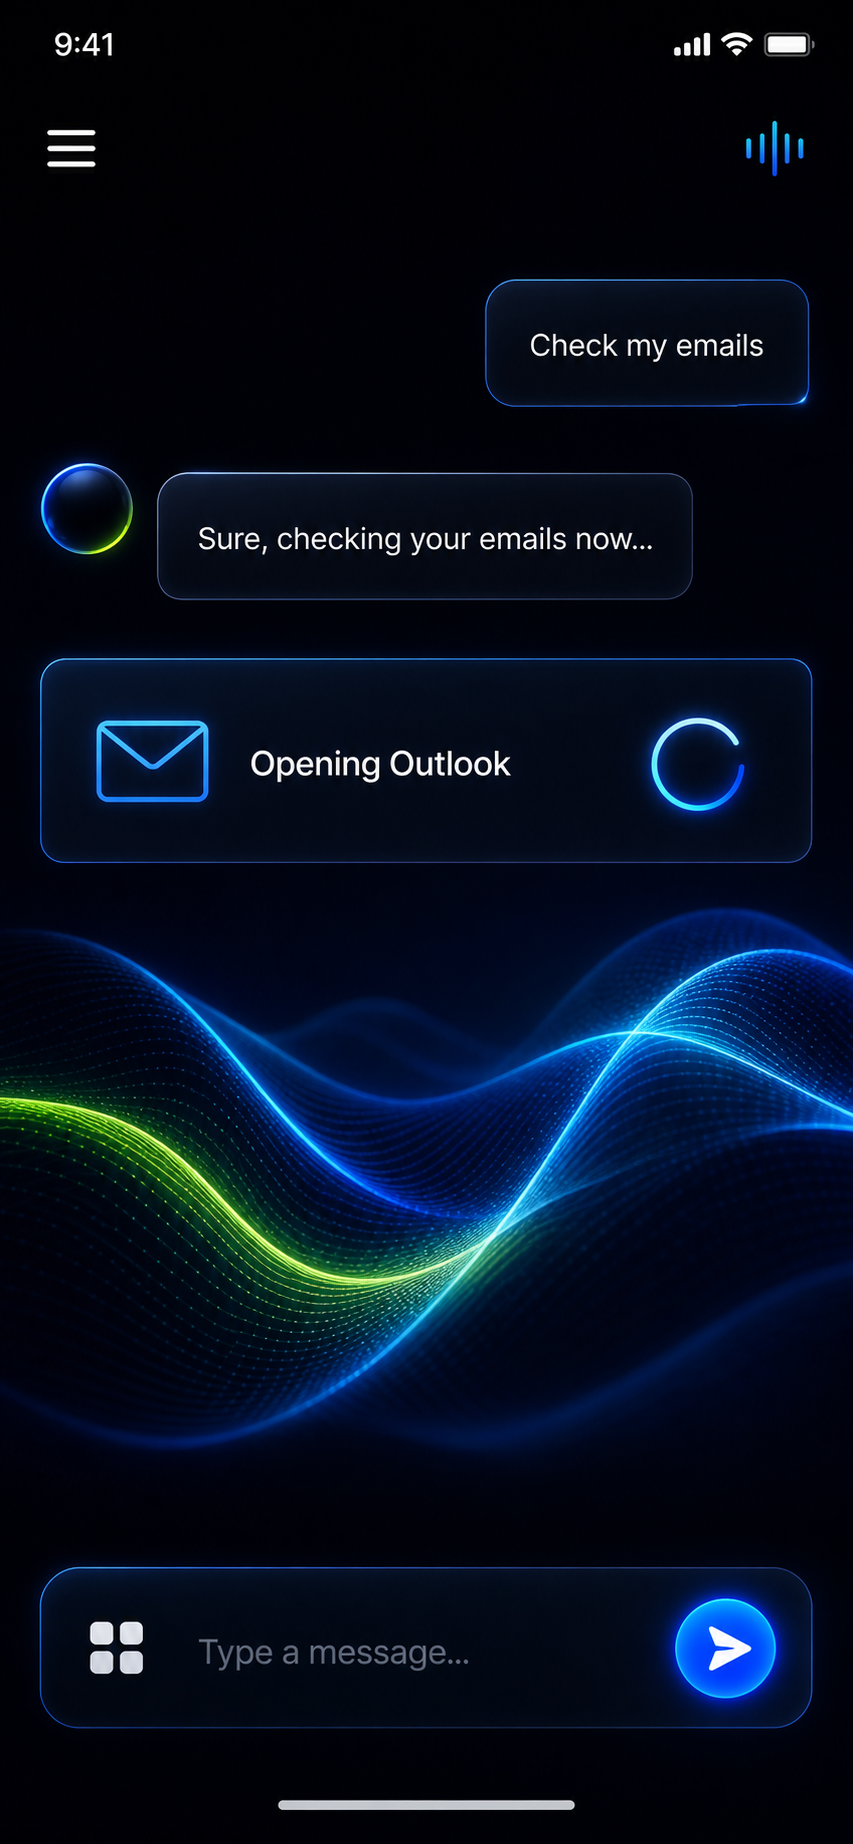 9:41
Check my emails
Sure, checking your emails now...
Opening Outlook
Type a message...